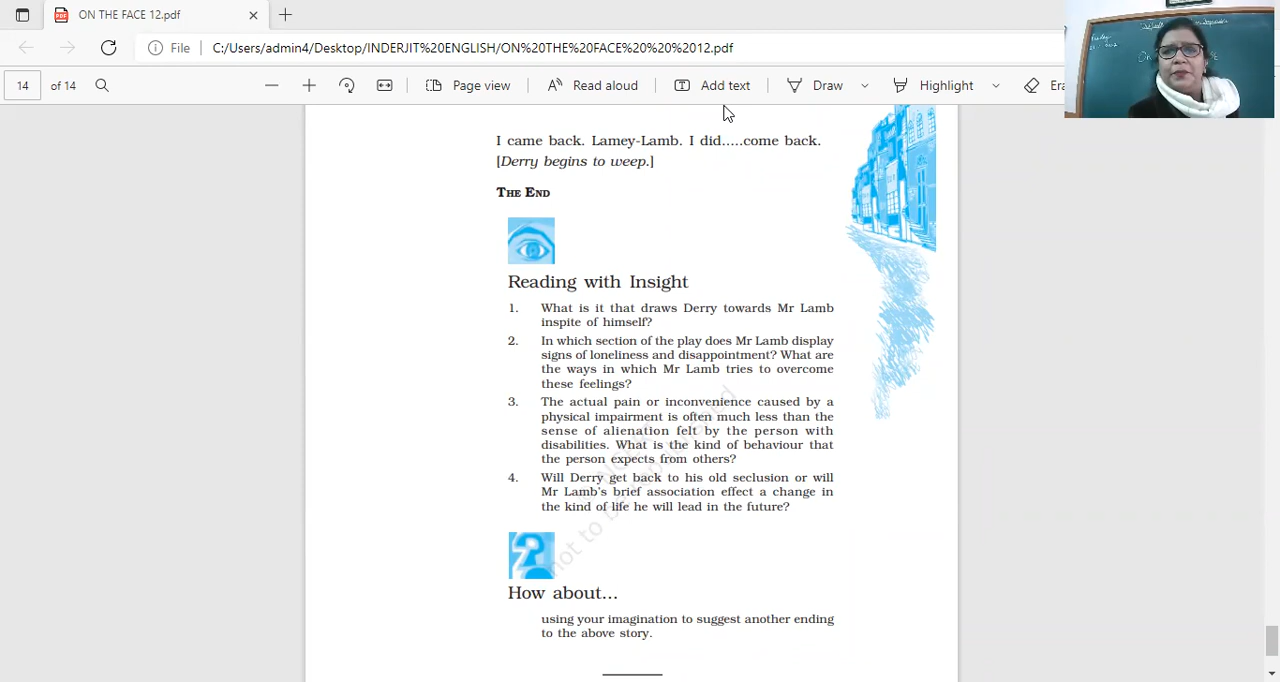 ON THE FACE 12.pdf
File C:/Users/admin4/Desktop/INDERJIT%20ENGLISH/ON%20THE%20FACE%20%20%2012.pdf
14 of 14 Page view Read aloud Add text Draw Highlight Era
I came back. Lamey-Lamb. I did.....come back.
[Derry begins to weep.]
THE END
Reading with Insight
1. What is it that draws Derry towards Mr Lamb
inspite of himself?
2. In which section of the play does Mr Lamb display
signs of loneliness and disappointment? What are
the ways in which Mr Lamb tries to overcome
these feelings?
3. The actual pain or inconvenience caused by a
physical impairment is often much less than the
sense of alienation felt by the person with
disabilities. What is the kind of behaviour that
the person expects from others?
4. Will Derry get back to his old seclusion or will
Mr Lamb's brief association effect a change in
the kind of life he will lead in the future?
How about...
using your imagination to suggest another ending
to the above story.
not to be